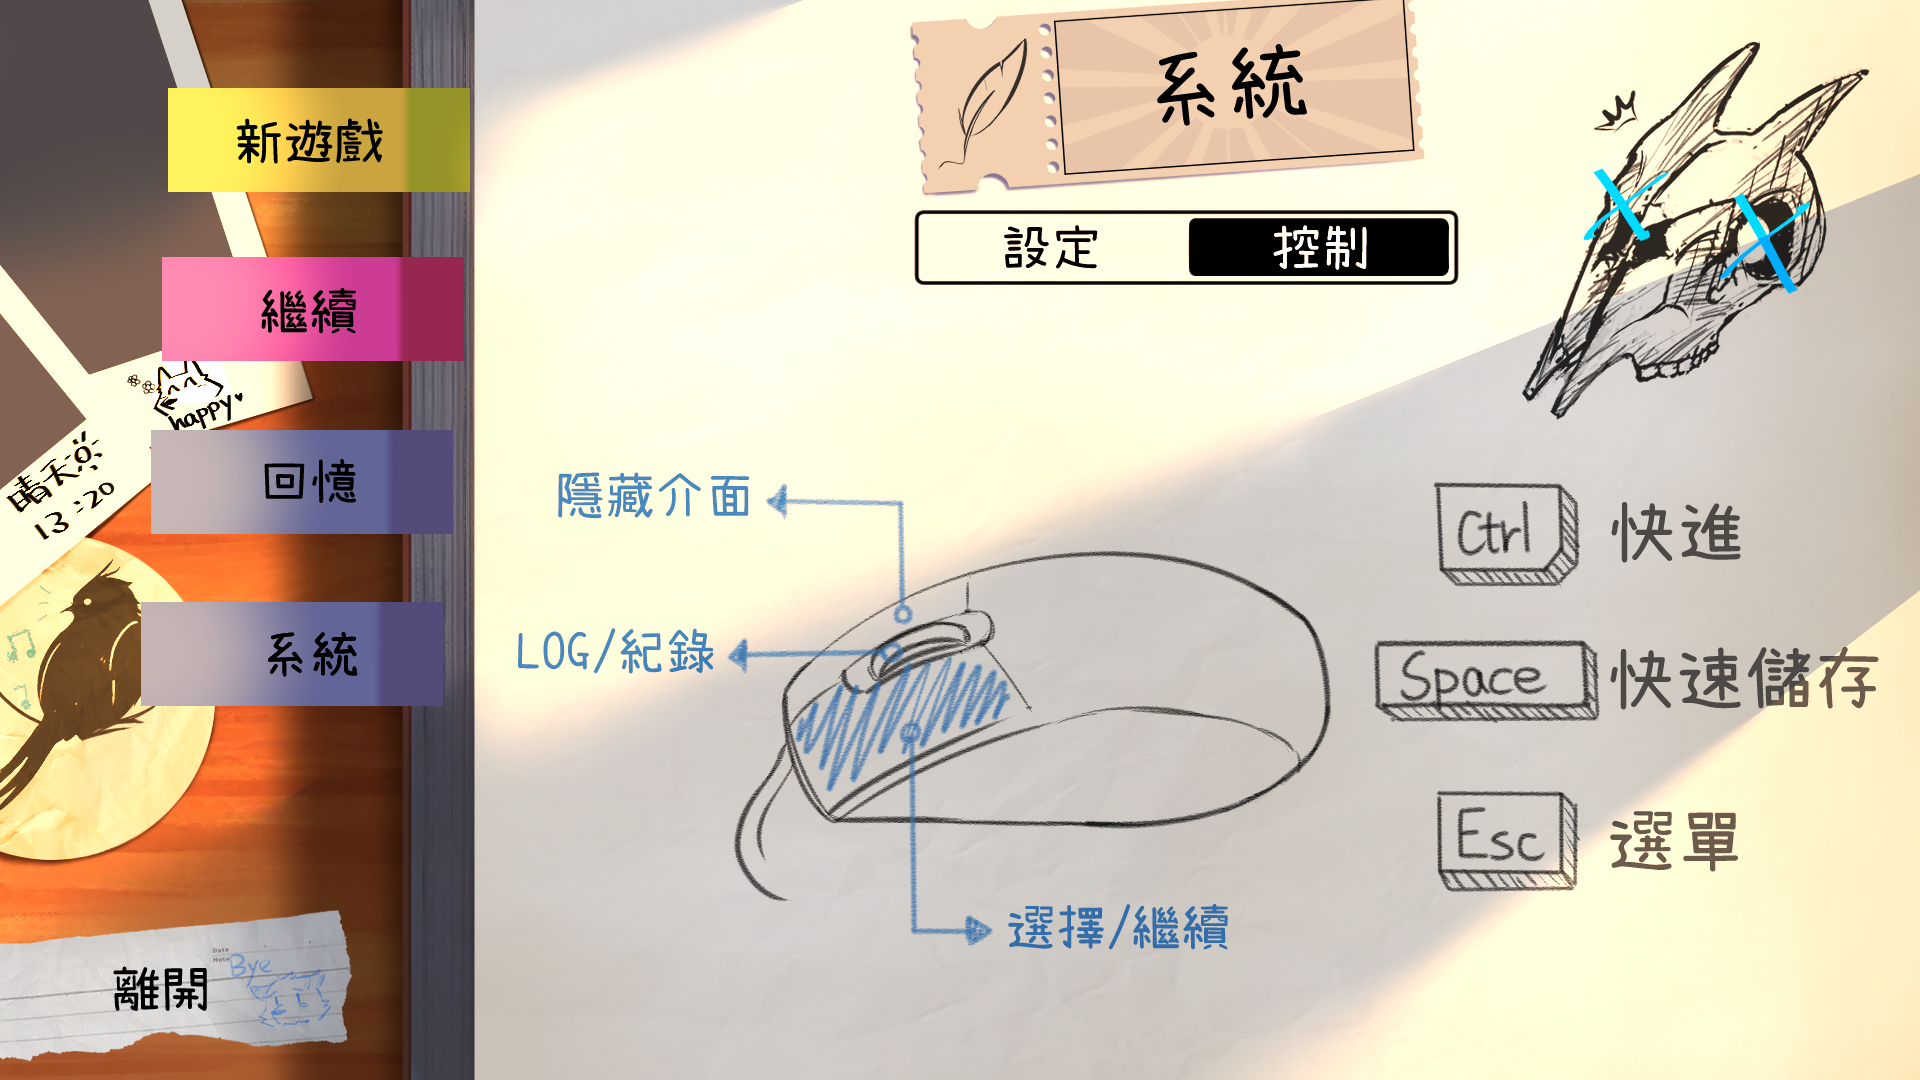 新遊戲
繼續
happy
晴天
13:20
回憶
系統
Date
Bye
離開
系統
設定
控制
隱藏介面
LOG/紀錄
選擇/繼續
Ctrl 快進
Space 快速儲存
Esc 選單